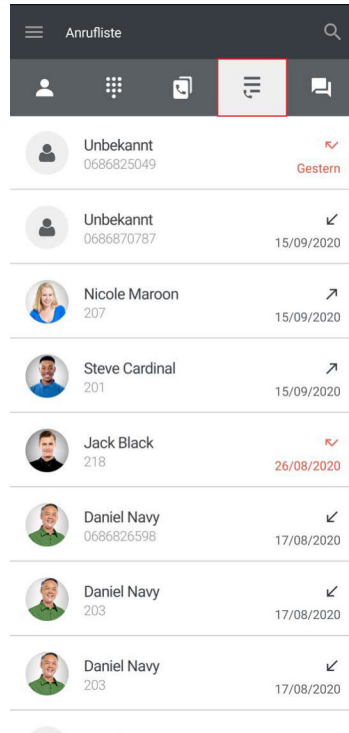 Anrufliste
Unbekannt
0686825049
Gestern
Unbekannt
0686870787
15/09/2020
Nicole Maroon
207
15/09/2020
Steve Cardinal
201
15/09/2020
Jack Black
218
26/08/2020
Daniel Navy
0686826598
17/08/2020
Daniel Navy
203
17/08/2020
Daniel Navy
203
17/08/2020